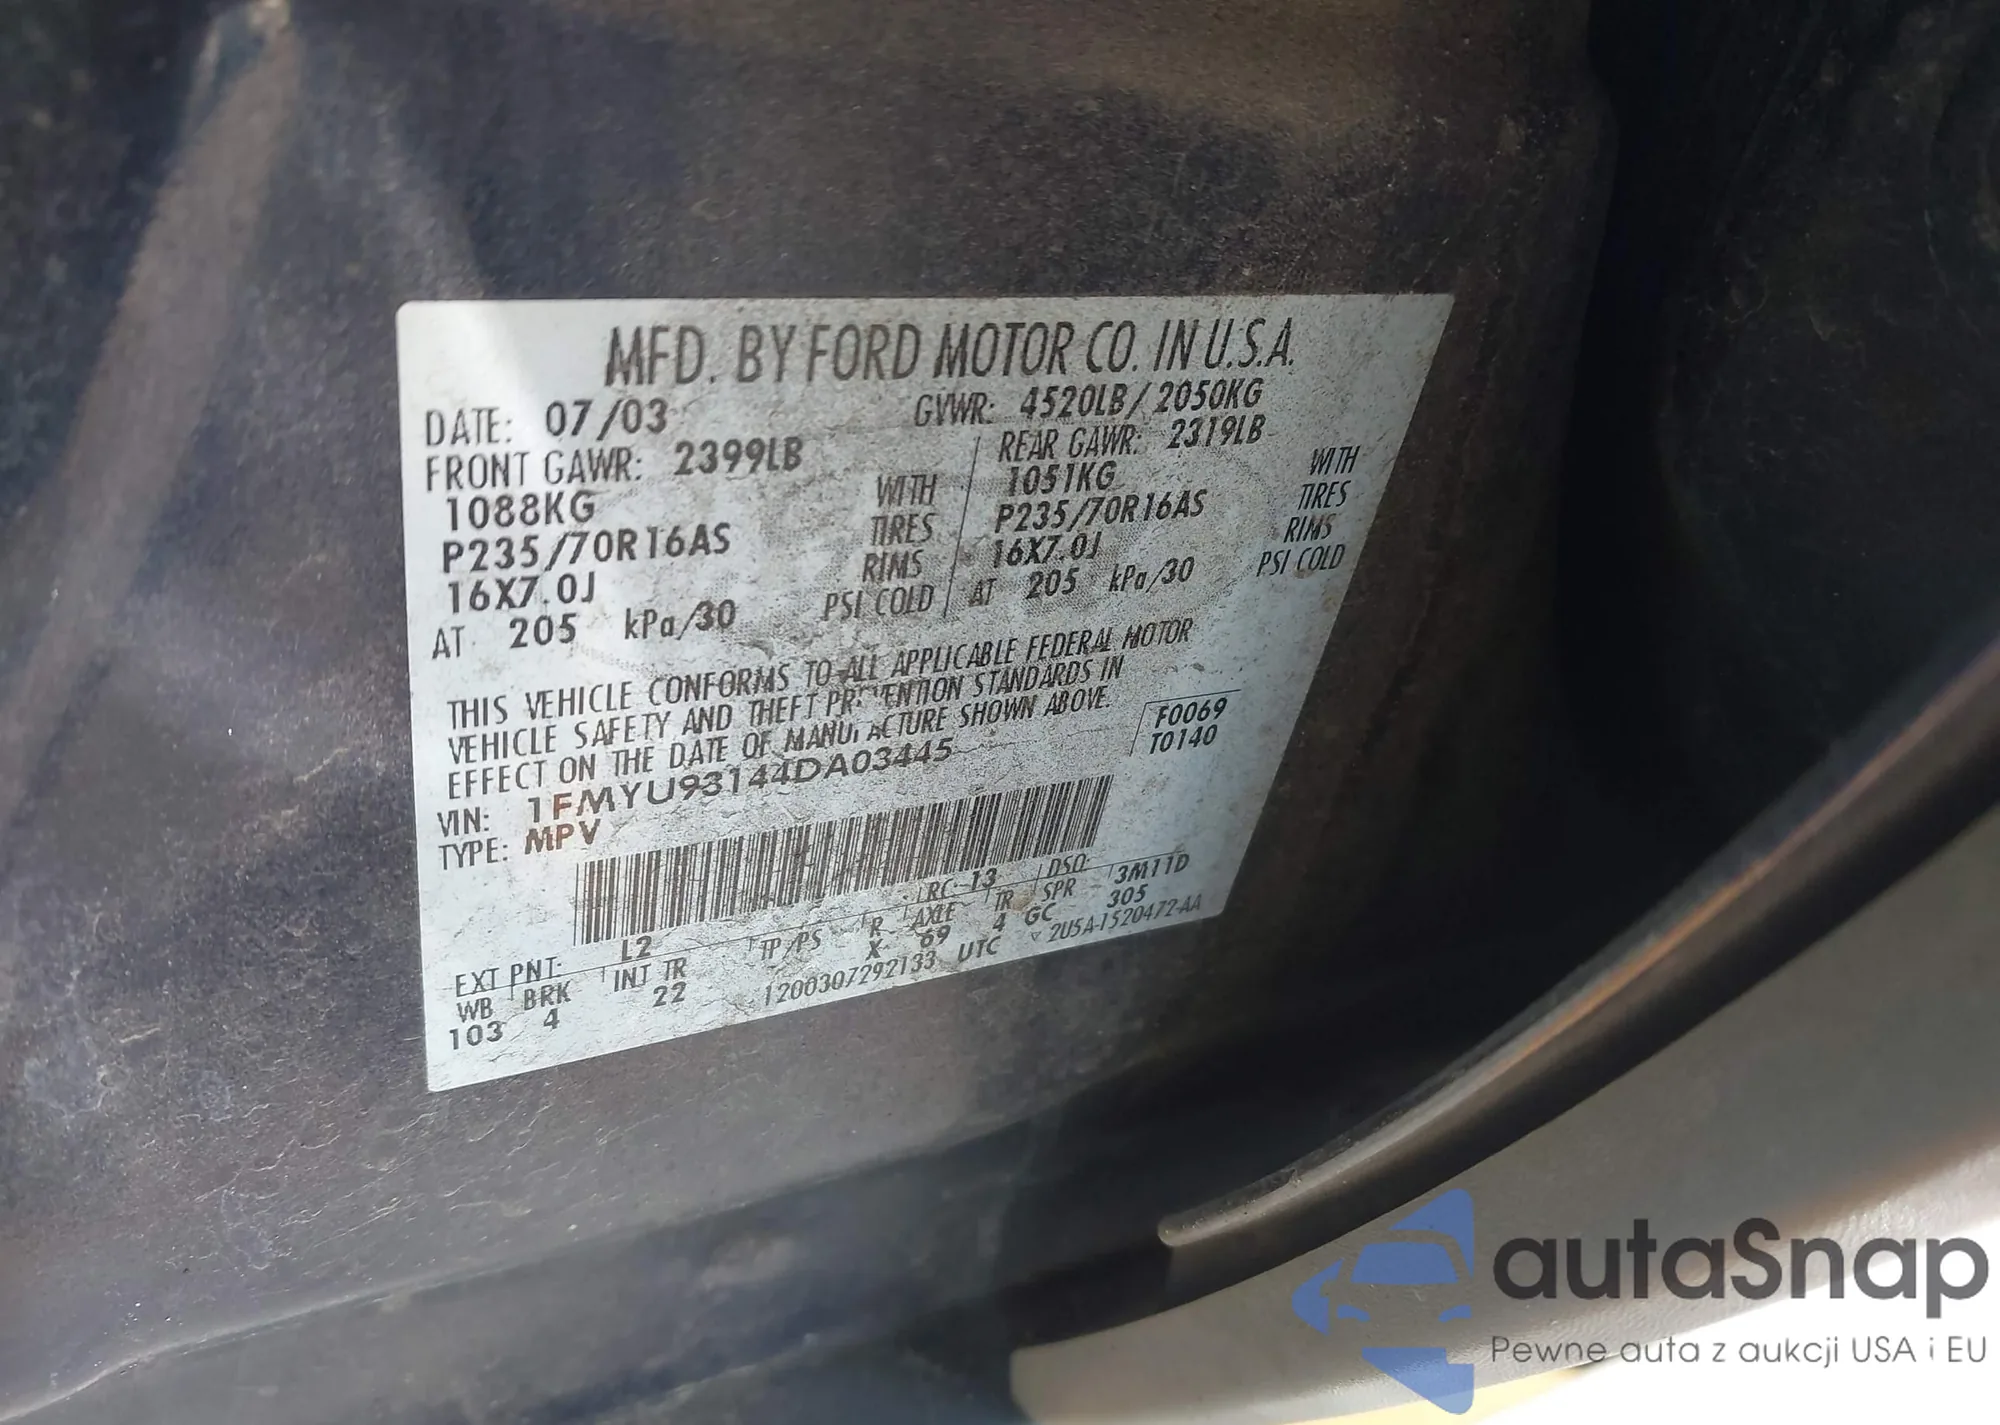 MFD. BY FORD MOTOR CO. IN U.S.A.
DATE: 07/03 GVWR: 4520LB/2050KG
FRONT GAWR: 2399LB REAR GAWR: 2319LB
1088KG WITH 1051KG WITH
P235/70R16AS TIRES P235/70R16AS TIRES
16X7.0J RIMS 16X7.0J RIMS
AT 205 kPa/30 PSI COLD AT 205 kPa/30 PSI COLD
THIS VEHICLE CONFORMS TO ALL APPLICABLE FEDERAL MOTOR
VEHICLE SAFETY AND THEFT PREVENTION STANDARDS IN
EFFECT ON THE DATE OF MANUFACTURE SHOWN ABOVE.
F0069
T0140
VIN: 1FMYU93144DA03445
TYPE: MPV
EXT PNT: L2 RC-13 DSO: 3M11D
WB BRK INT TR TP/PS R AXLE TR SPR 305
103 4 22 X 69 4 GC
1200307292133 UTC 2U5A-1520472-AA
autaSnap
Pewne auta z aukcji USA i EU